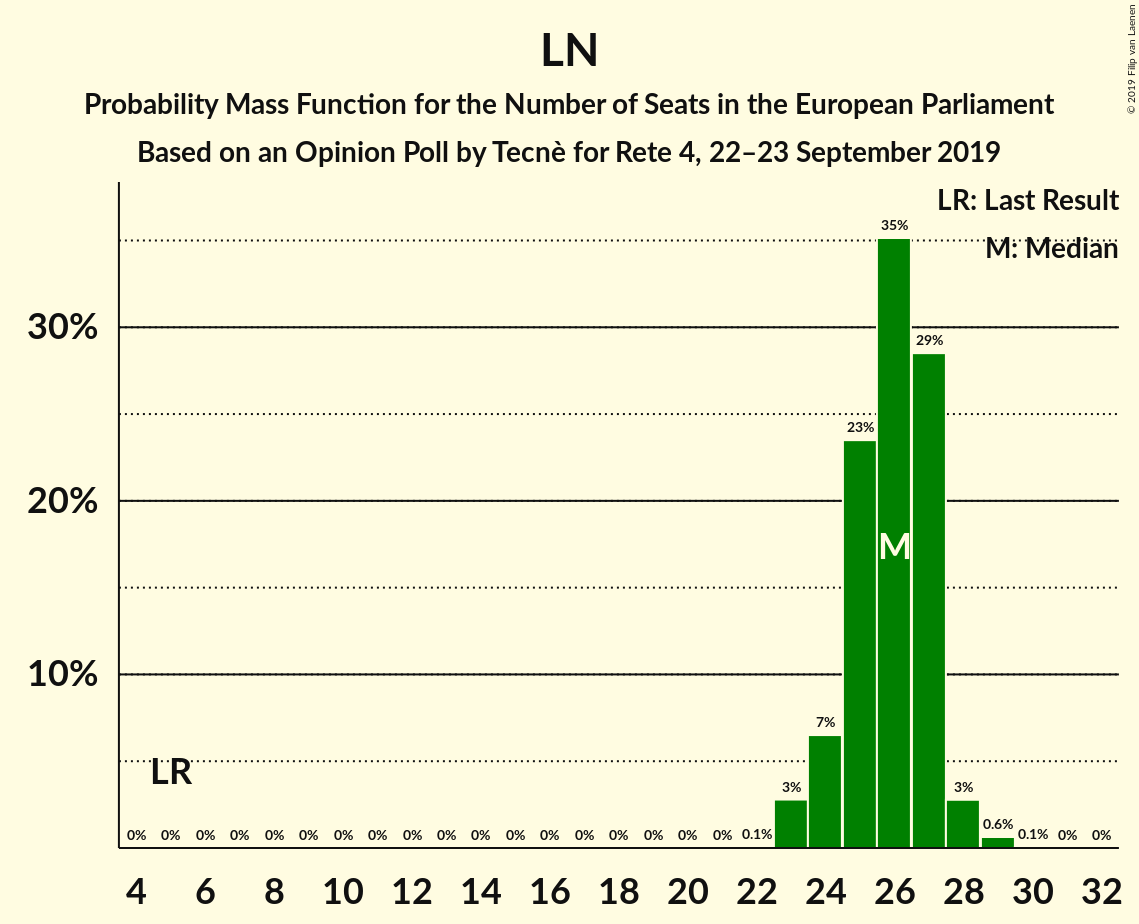 LN
Probability Mass Function for the Number of Seats in the European Parliament
Based on an Opinion Poll by Tecnè for Rete 4, 22–23 September 2019
© 2019 Filip van Laenen
LR: Last Result
M: Median
35%
30%
29%
23%
20%
M
10%
7%
LR
3% 3%
0% 0% 0% 0% 0% 0% 0% 0% 0% 0% 0% 0% 0% 0% 0% 0% 0% 0% 0.1% 0.6% 0.1% 0% 0%
4 6 8 10 12 14 16 18 20 22 24 26 28 30 32